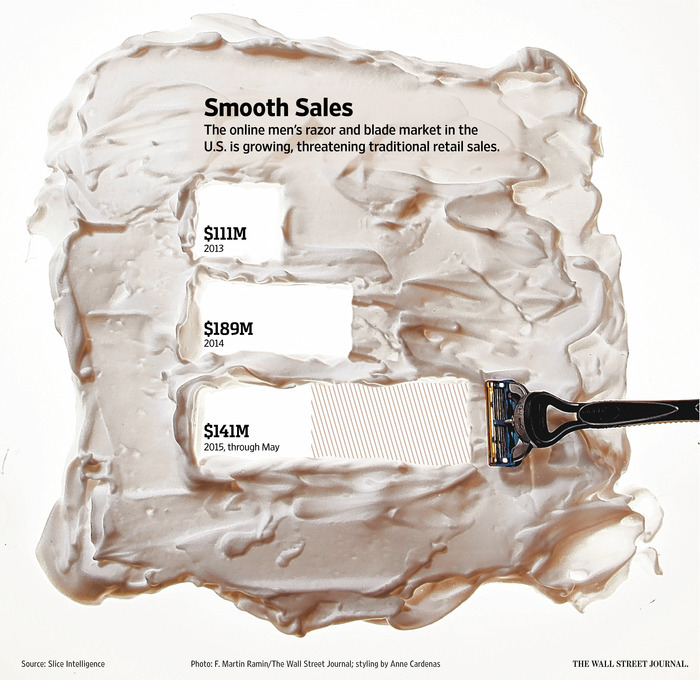 Smooth Sales
The online men's razor and blade market in the
U.S. is growing, threatening traditional retail sales.
$111M
2013
$189M
2014
$141M
2015, through May
Source: Slice Intelligence
Photo: F. Martin Ramin/The Wall Street Journal; styling by Anne Cardenas
THE WALL STREET JOURNAL.